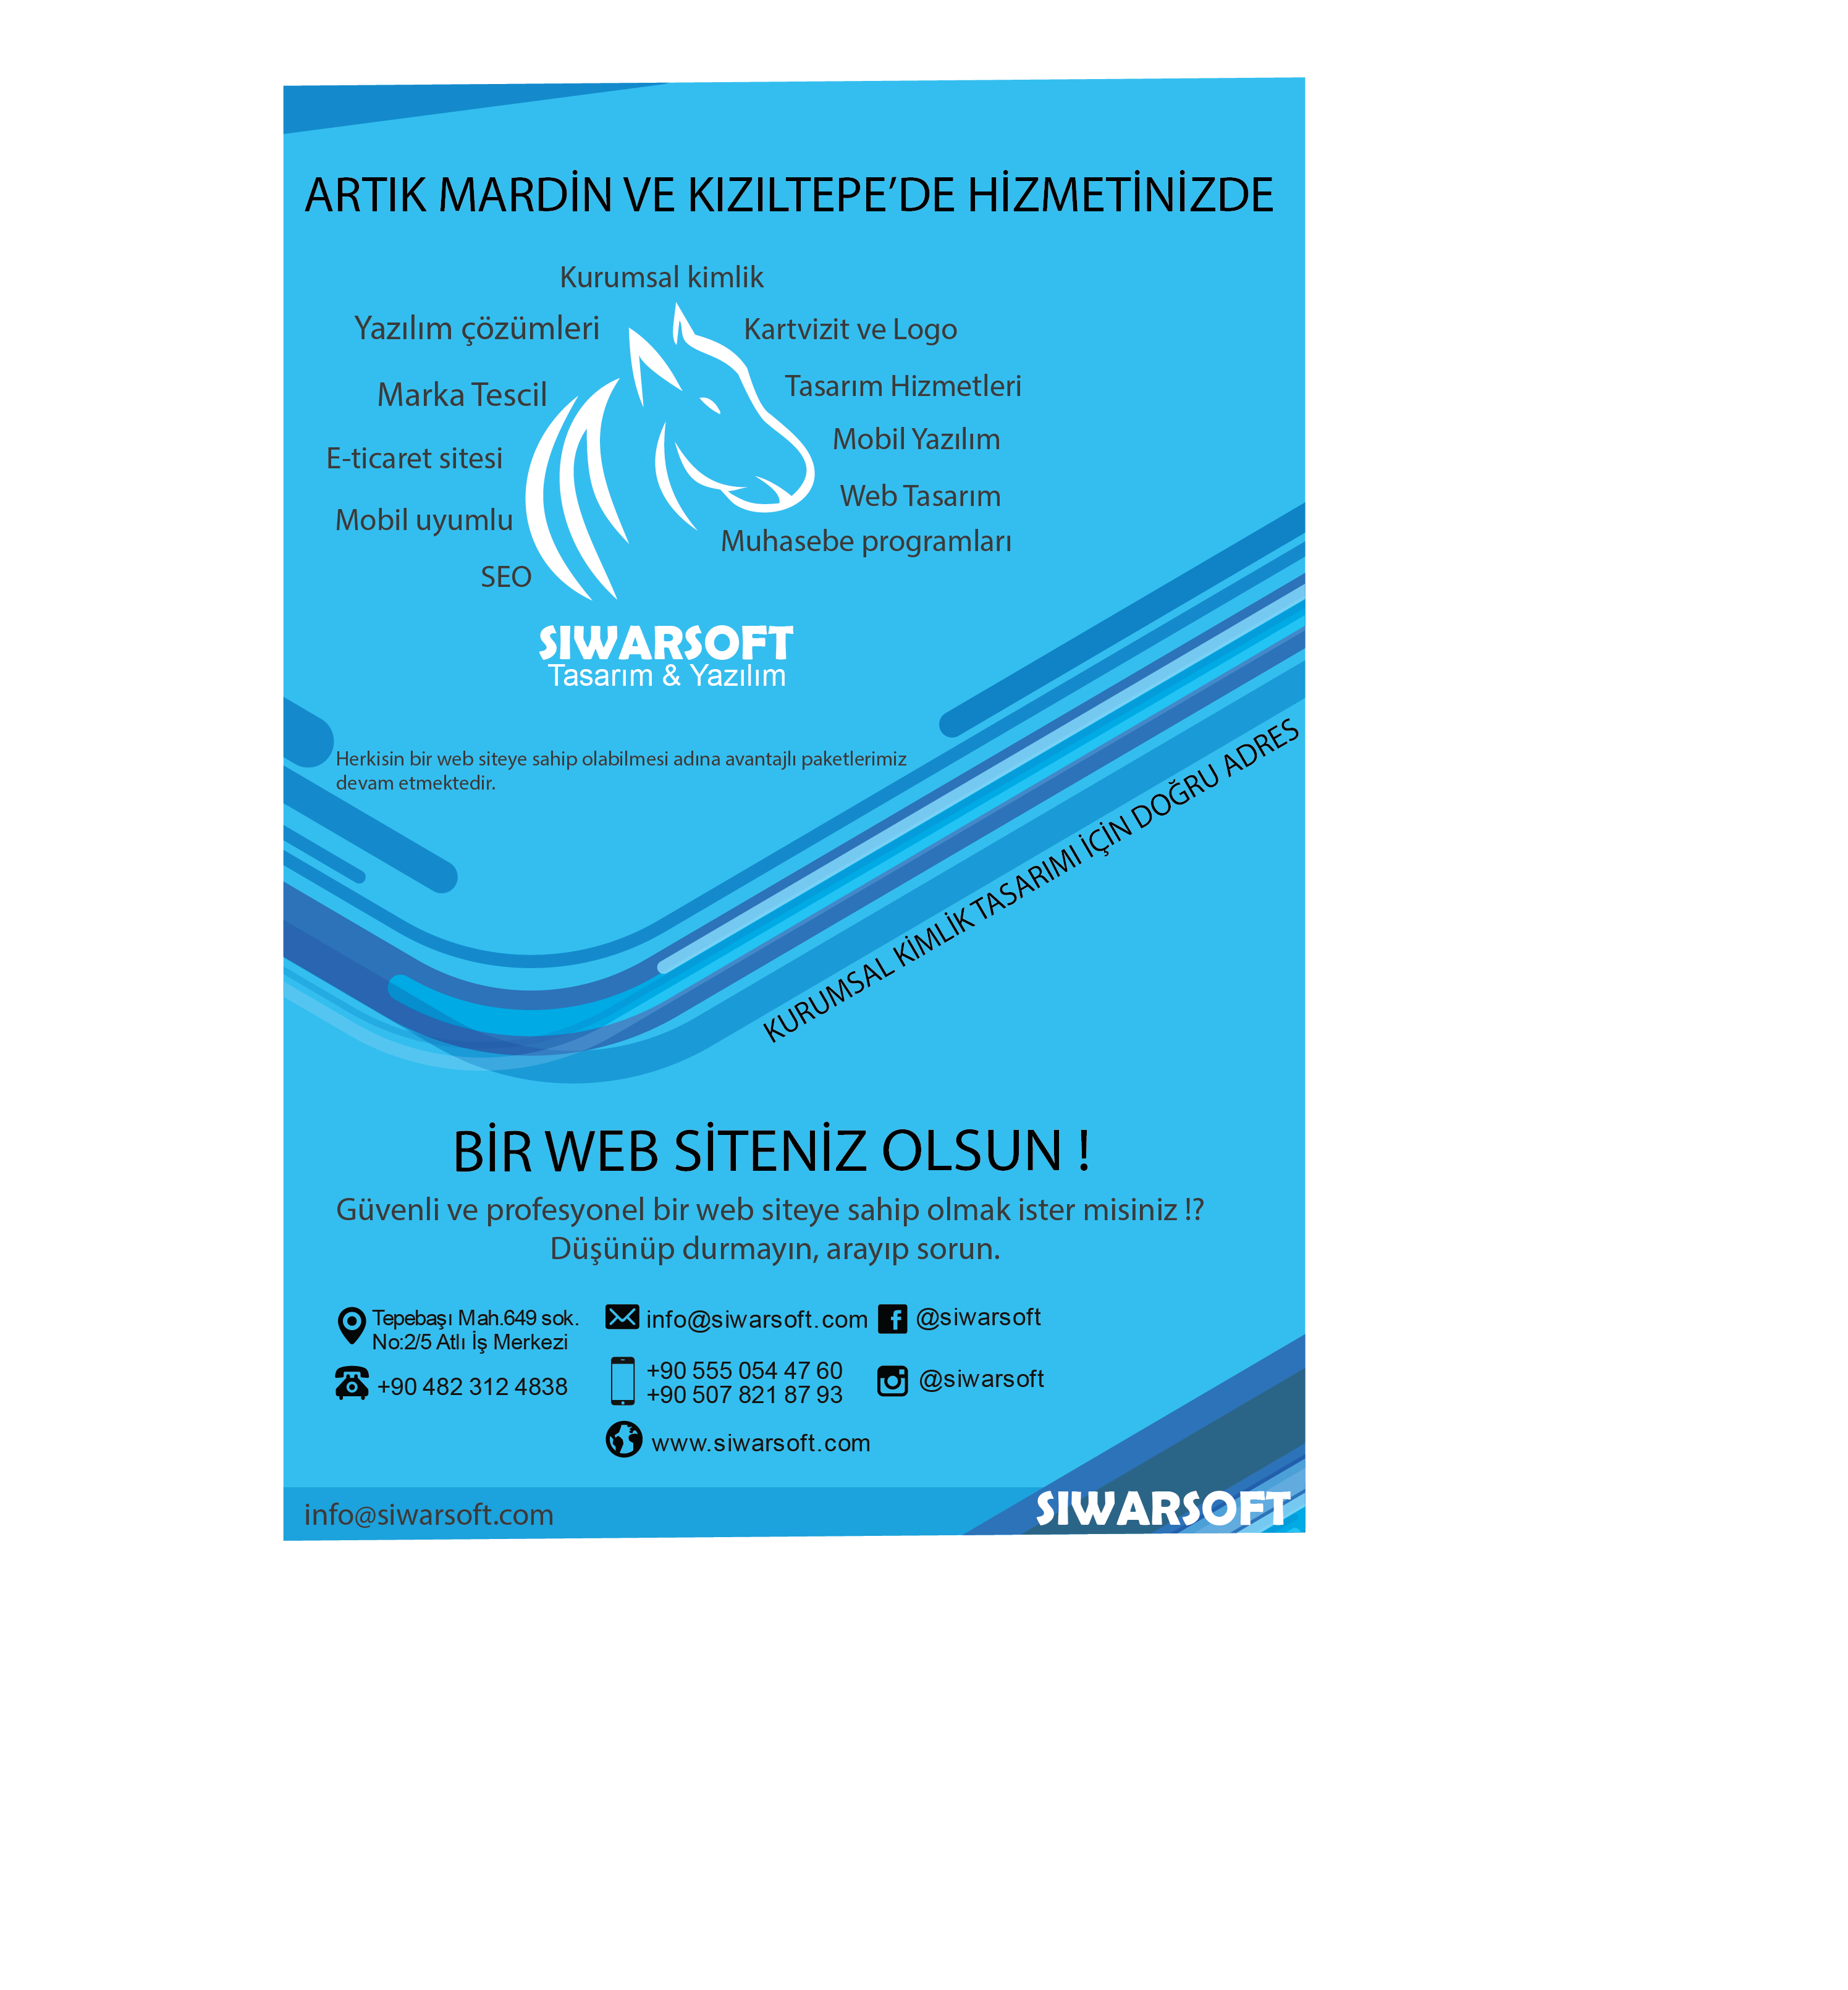 ARTIK MARDİN VE KIZILTEPE’DE HİZMETİNİZDE
Kurumsal kimlik
Yazılım çözümleri
Kartvizit ve Logo
Marka Tescil
Tasarım Hizmetleri
E-ticaret sitesi
Mobil Yazılım
Mobil uyumlu
Web Tasarım
SEO
Muhasebe programları
SIWARSOFT
Tasarım & Yazılım
Herkisin bir web siteye sahip olabilmesi adına avantajlı paketlerimiz
devam etmektedir.
KURUMSAL KİMLİK TASARIMI İÇİN DOĞRU ADRES
BİR WEB SİTENİZ OLSUN !
Güvenli ve profesyonel bir web siteye sahip olmak ister misiniz !?
Düşünüp durmayın, arayıp sorun.
Tepebaşı Mah.649 sok.
No:2/5 Atlı İş Merkezi
+90 482 312 4838
info@siwarsoft.com
+90 555 054 47 60
+90 507 821 87 93
www.siwarsoft.com
@siwarsoft
@siwarsoft
info@siwarsoft.com
SIWARSOFT